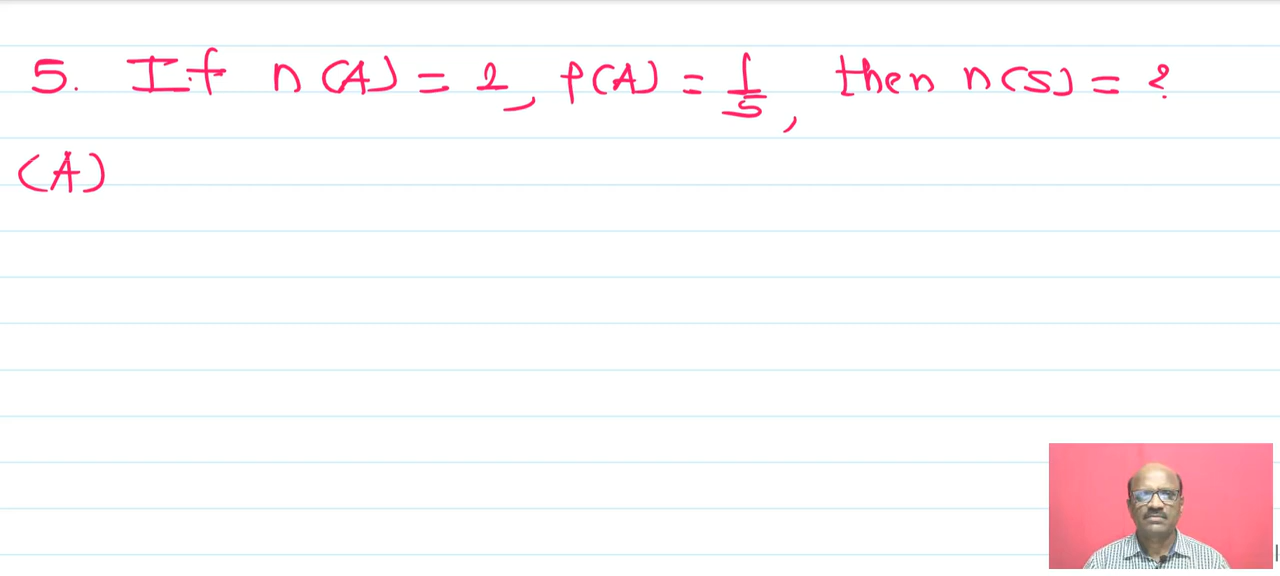 5. If n(A) = 2, P(A) = 1/5, then n(S) = ?
(A)